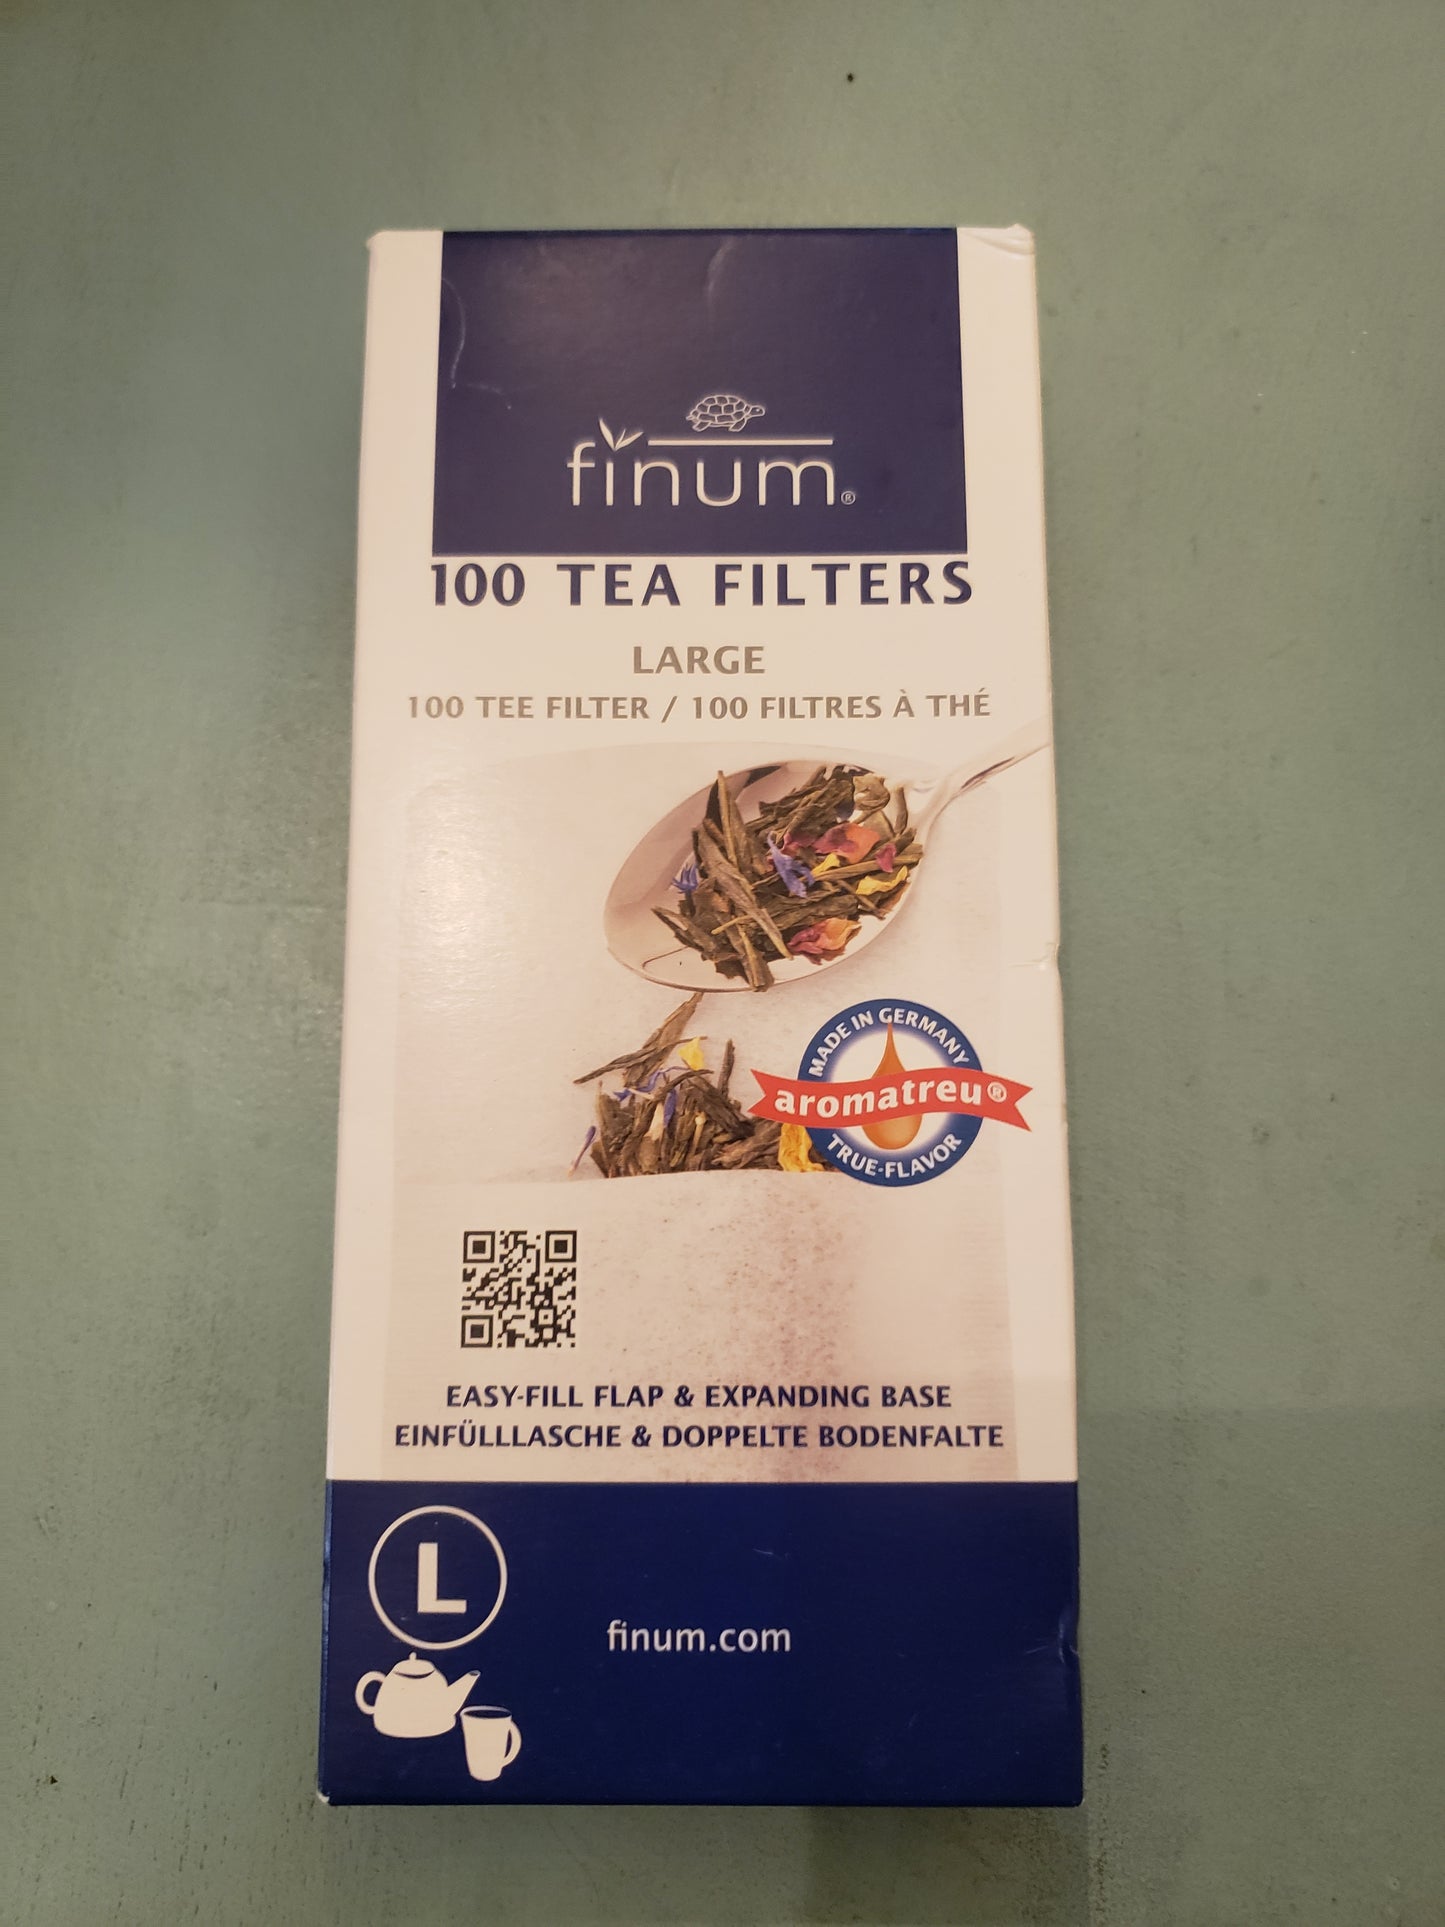 finum®
100 TEA FILTERS
LARGE
100 TEE FILTER / 100 FILTRES À THÉ
MADE IN GERMANY
aromatreu®
TRUE-FLAVOR
EASY-FILL FLAP & EXPANDING BASE
EINFÜLLLASCHE & DOPPELTE BODENFALTE
L
finum.com